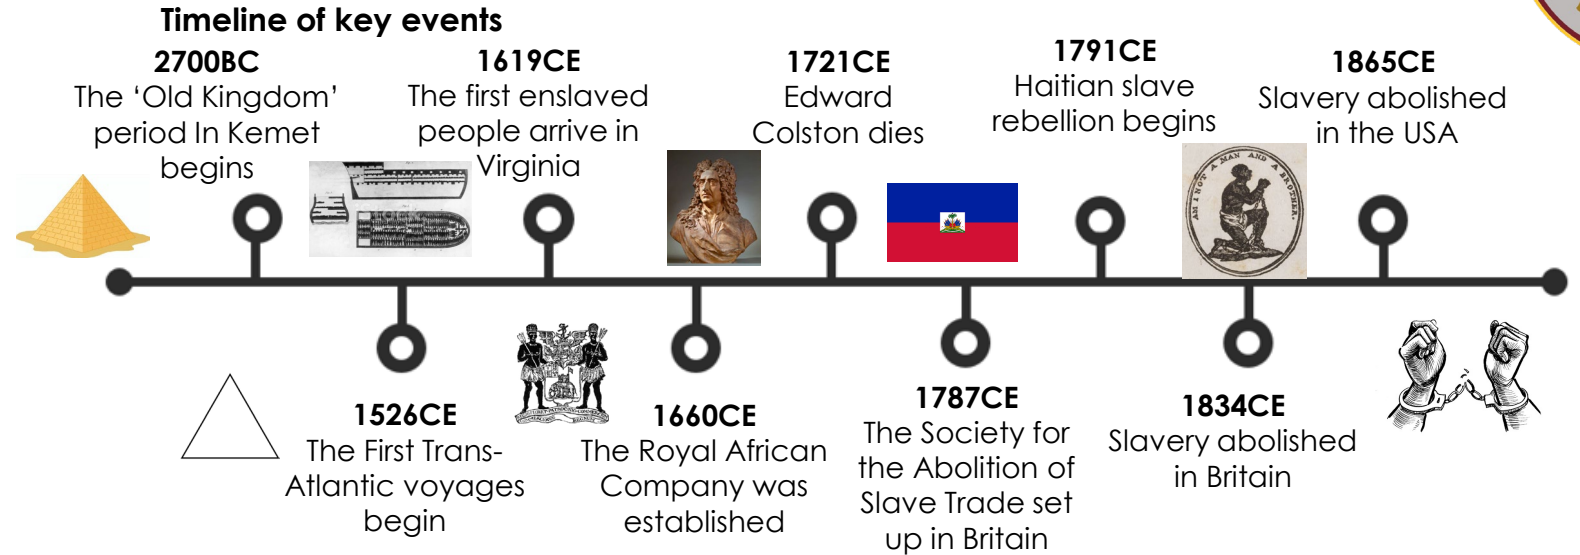 Timeline of key events
2700BC
The ‘Old Kingdom’
period In Kemet
begins
1526CE
The First Trans-
Atlantic voyages
begin
1619CE
The first enslaved
people arrive in
Virginia
1660CE
The Royal African
Company was
established
1721CE
Edward
Colston dies
1787CE
The Society for
the Abolition of
Slave Trade set
up in Britain
1791CE
Haitian slave
rebellion begins
1834CE
Slavery abolished
in Britain
AM I NOT A MAN AND A BROTHER.
1865CE
Slavery abolished
in the USA